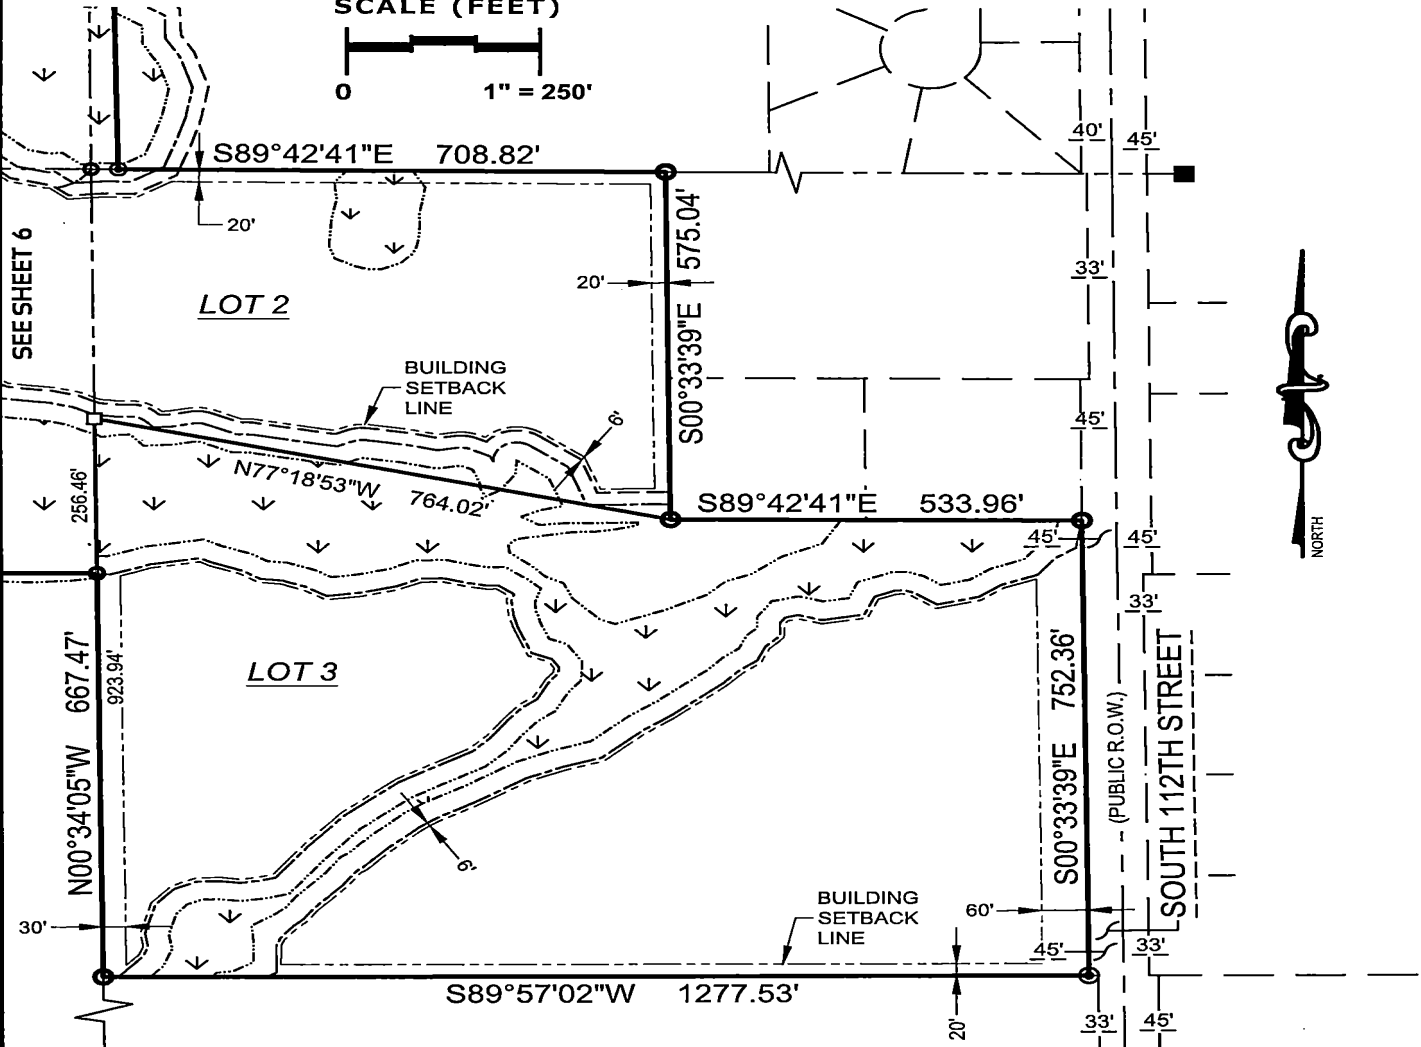 SCALE (FEET)
0
1" = 250'
40'
45'
S89°42'41"E 708.82'
20'
SEE SHEET 6
LOT 2
20'
S00°33'39"E 575.04'
33'
BUILDING
SETBACK
LINE
6'
45'
256.46'
N77°18'53"W 764.02'
S89°42'41"E 533.96'
45'
45'
NORTH
33'
N00°34'05"W 667.47'
923.94'
LOT 3
S00°33'39"E 752.36'
(PUBLIC R.O.W.)
SOUTH 112TH STREET
6'
BUILDING
SETBACK
LINE
60'
30'
45'
33'
S89°57'02"W 1277.53'
20'
33'
45'